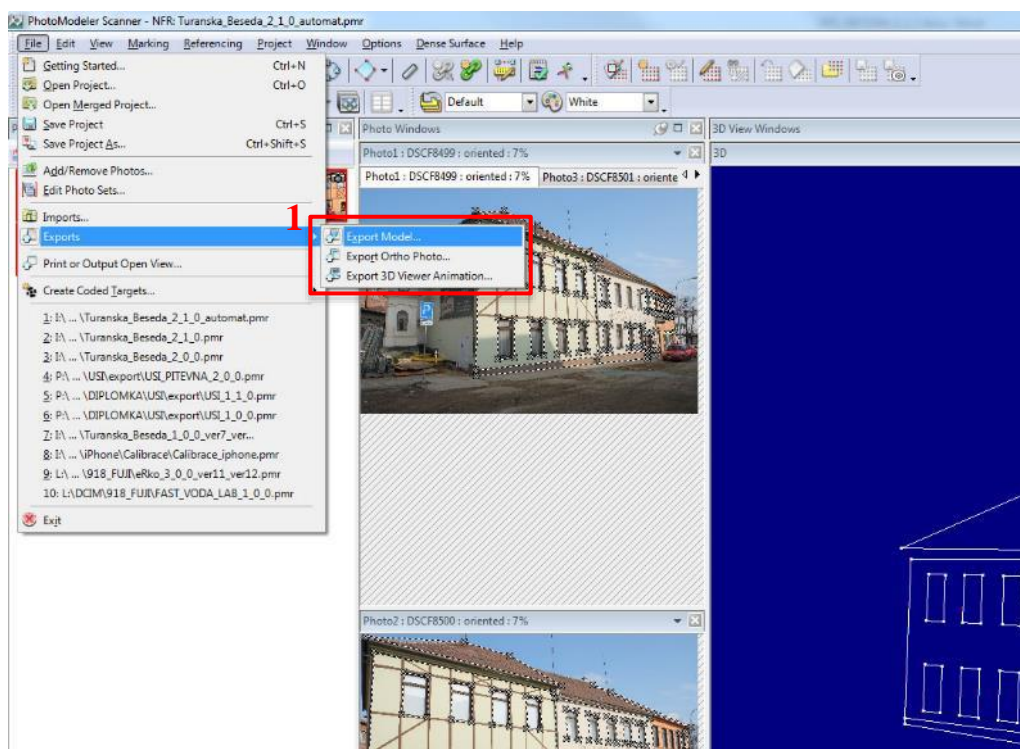 PhotoModeler Scanner - NFR: Turanska_Beseda_2_1_0_automat.pmr
File Edit View Marking Referencing Project Window Options Dense Surface Help
Getting Started... Ctrl+N
Open Project... Ctrl+O
Open Merged Project...
Save Project Ctrl+S
Save Project As... Ctrl+Shift+S
Add/Remove Photos...
Edit Photo Sets...
Imports...
Exports
Print or Output Open View...
Create Coded Targets...
1: I:\ ... \Turanska_Beseda_2_1_0_automat.pmr
2: I:\ ... \Turanska_Beseda_2_1_0.pmr
3: I:\ ... \Turanska_Beseda_2_0_0.pmr
4: P:\ ... \USI\export\USI_PITEVNA_2_0_0.pmr
5: P:\ ... \DIPLOMKA\USI\export\USI_1_1_0.pmr
6: P:\ ... \DIPLOMKA\USI\export\USI_1_0_0.pmr
7: I:\ ... \Turanska_Beseda_1_0_0_ver7_ver...
8: I:\ ... \iPhone\Calibrace\Calibrace_iphone.pmr
9: L:\ ... \918_FUJI\eRko_3_0_0_ver11_ver12.pmr
10: L:\DCIM\918_FUJI\FAST_VODA_LAB_1_0_0.pmr
Exit
1
Export Model...
Export Ortho Photo...
Export 3D Viewer Animation...
Default White
Photo Windows
Photo1 : DSCF8499 : oriented : 7%
Photo1 : DSCF8499 : oriented : 7% Photo3 : DSCF8501 : oriente 4
Photo2 : DSCF8500 : oriented : 7%
3D View Windows
3D